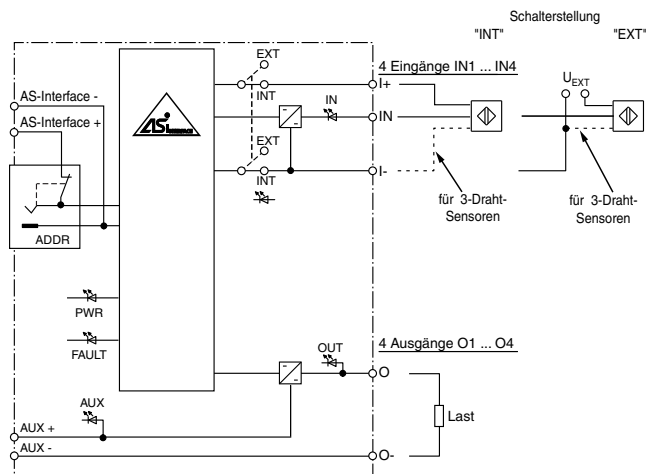 Schalterstellung
"INT"
"EXT"
EXT
4 Eingänge IN1 ... IN4
U EXT
I+
AS-Interface -
INT
IN
IN
AS-Interface +
ASi
INTERFACE
EXT
I-
INT
für 3-Draht-
Sensoren
für 3-Draht-
Sensoren
ADDR
PWR
FAULT
OUT
4 Ausgänge O1 ... O4
O
AUX
Last
AUX +
AUX -
O-